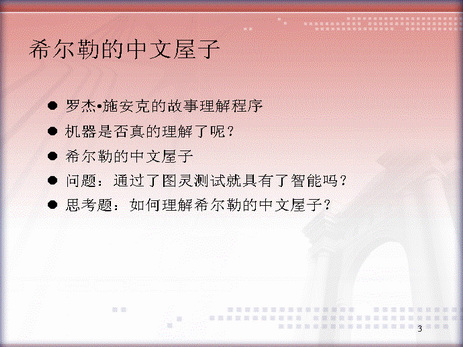 希尔勒的中文屋子
● 罗杰•施安克的故事理解程序
● 机器是否真的理解了呢？
● 希尔勒的中文屋子
● 问题：通过了图灵测试就具有了智能吗？
● 思考题：如何理解希尔勒的中文屋子？
3